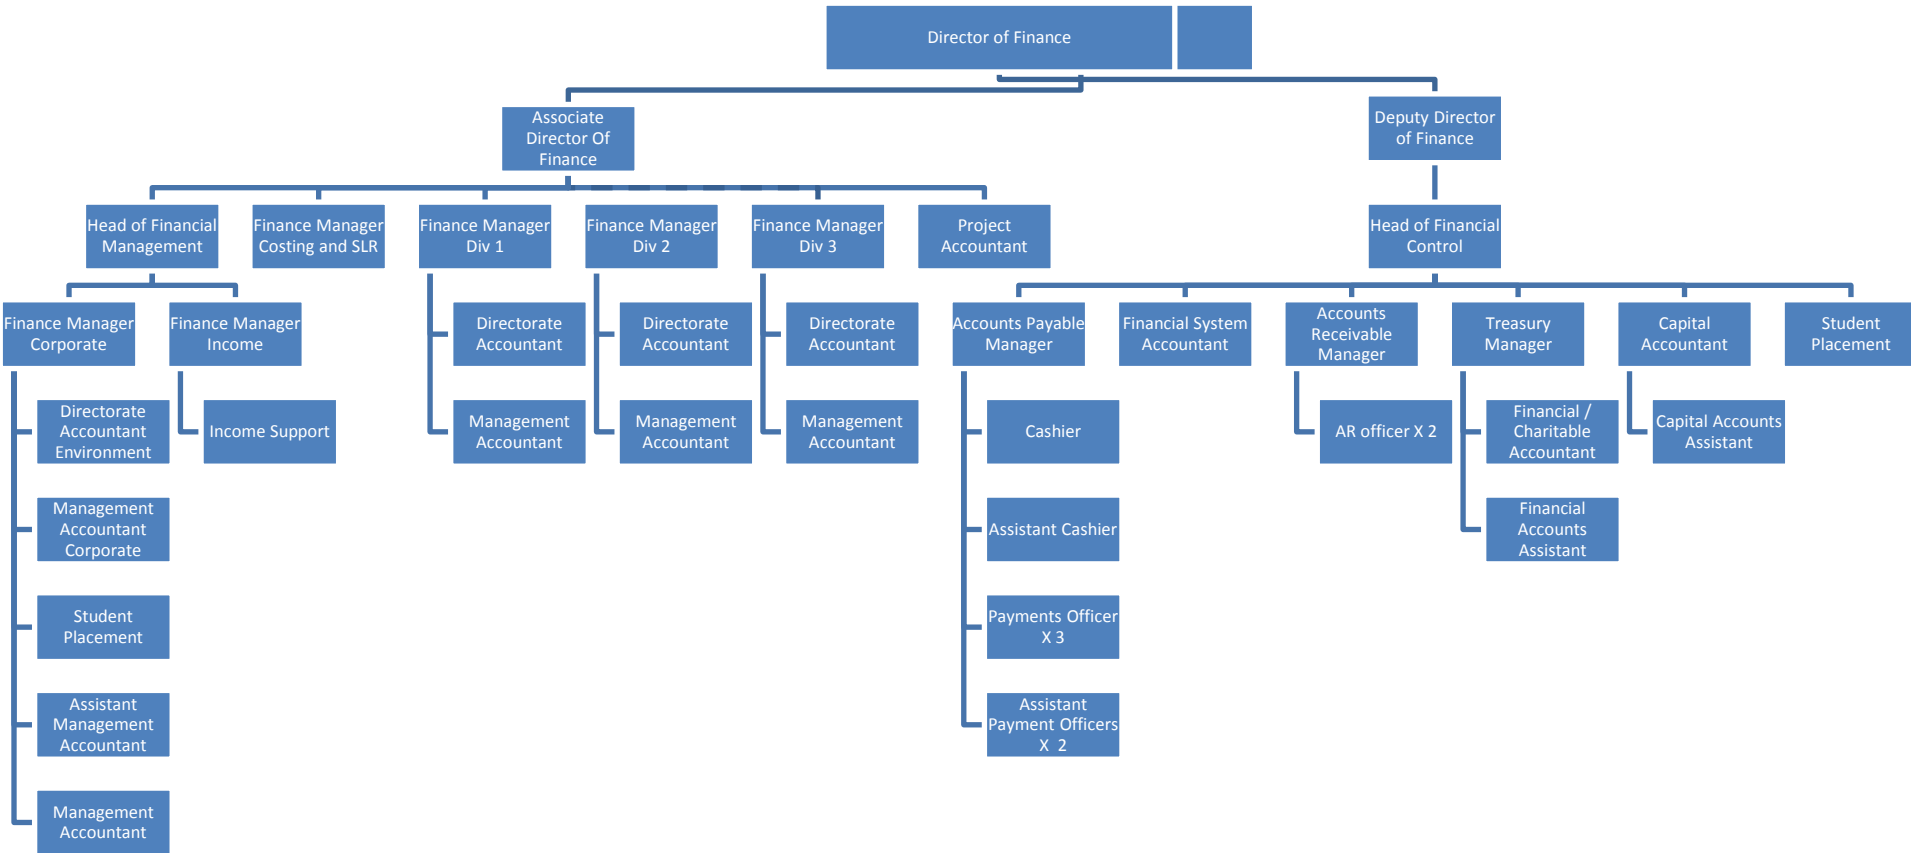 Director of Finance
Associate
Director Of
Finance
Deputy Director
of Finance
Head of Financial
Management
Finance Manager
Costing and SLR
Finance Manager
Div 1
Finance Manager
Div 2
Finance Manager
Div 3
Project
Accountant
Head of Financial
Control
Finance Manager
Corporate
Finance Manager
Income
Directorate
Accountant
Directorate
Accountant
Directorate
Accountant
Accounts Payable
Manager
Financial System
Accountant
Accounts
Receivable
Manager
Treasury
Manager
Capital
Accountant
Student
Placement
Directorate
Accountant
Environment
Income Support
Management
Accountant
Management
Accountant
Management
Accountant
Cashier
AR officer X 2
Financial /
Charitable
Accountant
Capital Accounts
Assistant
Management
Accountant
Corporate
Assistant Cashier
Financial
Accounts
Assistant
Student
Placement
Payments Officer
X 3
Assistant
Management
Accountant
Assistant
Payment Officers
X 2
Management
Accountant